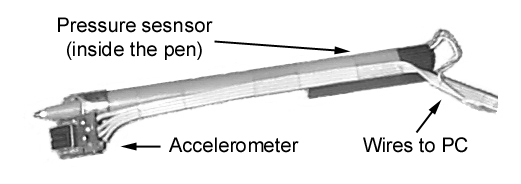 Pressure sesnsor
(inside the pen)
Accelerometer
Wires to PC